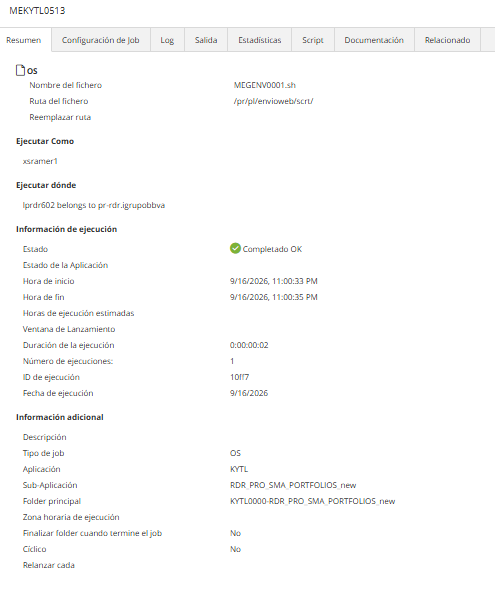 MEKYTL0513
Resumen Configuración de Job Log Salida Estadísticas Script Documentación Relacionado
OS
Nombre del fichero MEGENV0001.sh
Ruta del fichero /pr/pl/envioweb/scrt/
Reemplazar ruta
Ejecutar Como
xsramer1
Ejecutar dónde
lprdr602 belongs to pr-rdr.igrupobbva
Información de ejecución
Estado Completado OK
Estado de la Aplicación
Hora de inicio 9/16/2026, 11:00:33 PM
Hora de fin 9/16/2026, 11:00:35 PM
Horas de ejecución estimadas
Ventana de Lanzamiento
Duración de la ejecución 0:00:00:02
Número de ejecuciones: 1
ID de ejecución 10ff7
Fecha de ejecución 9/16/2026
Información adicional
Descripción
Tipo de job OS
Aplicación KYTL
Sub-Aplicación RDR_PRO_SMA_PORTFOLIOS_new
Folder principal KYTL0000-RDR_PRO_SMA_PORTFOLIOS_new
Zona horaria de ejecución
Finalizar folder cuando termine el job No
Cíclico No
Relanzar cada